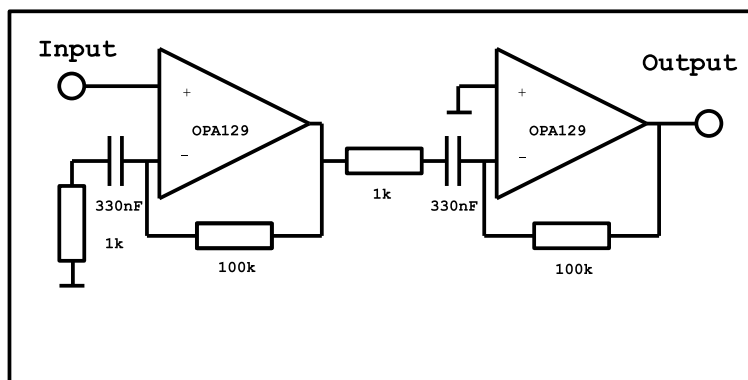 Input
Output
+
OPA129
−
+
OPA129
−
330nF
1k
100k
1k
330nF
100k